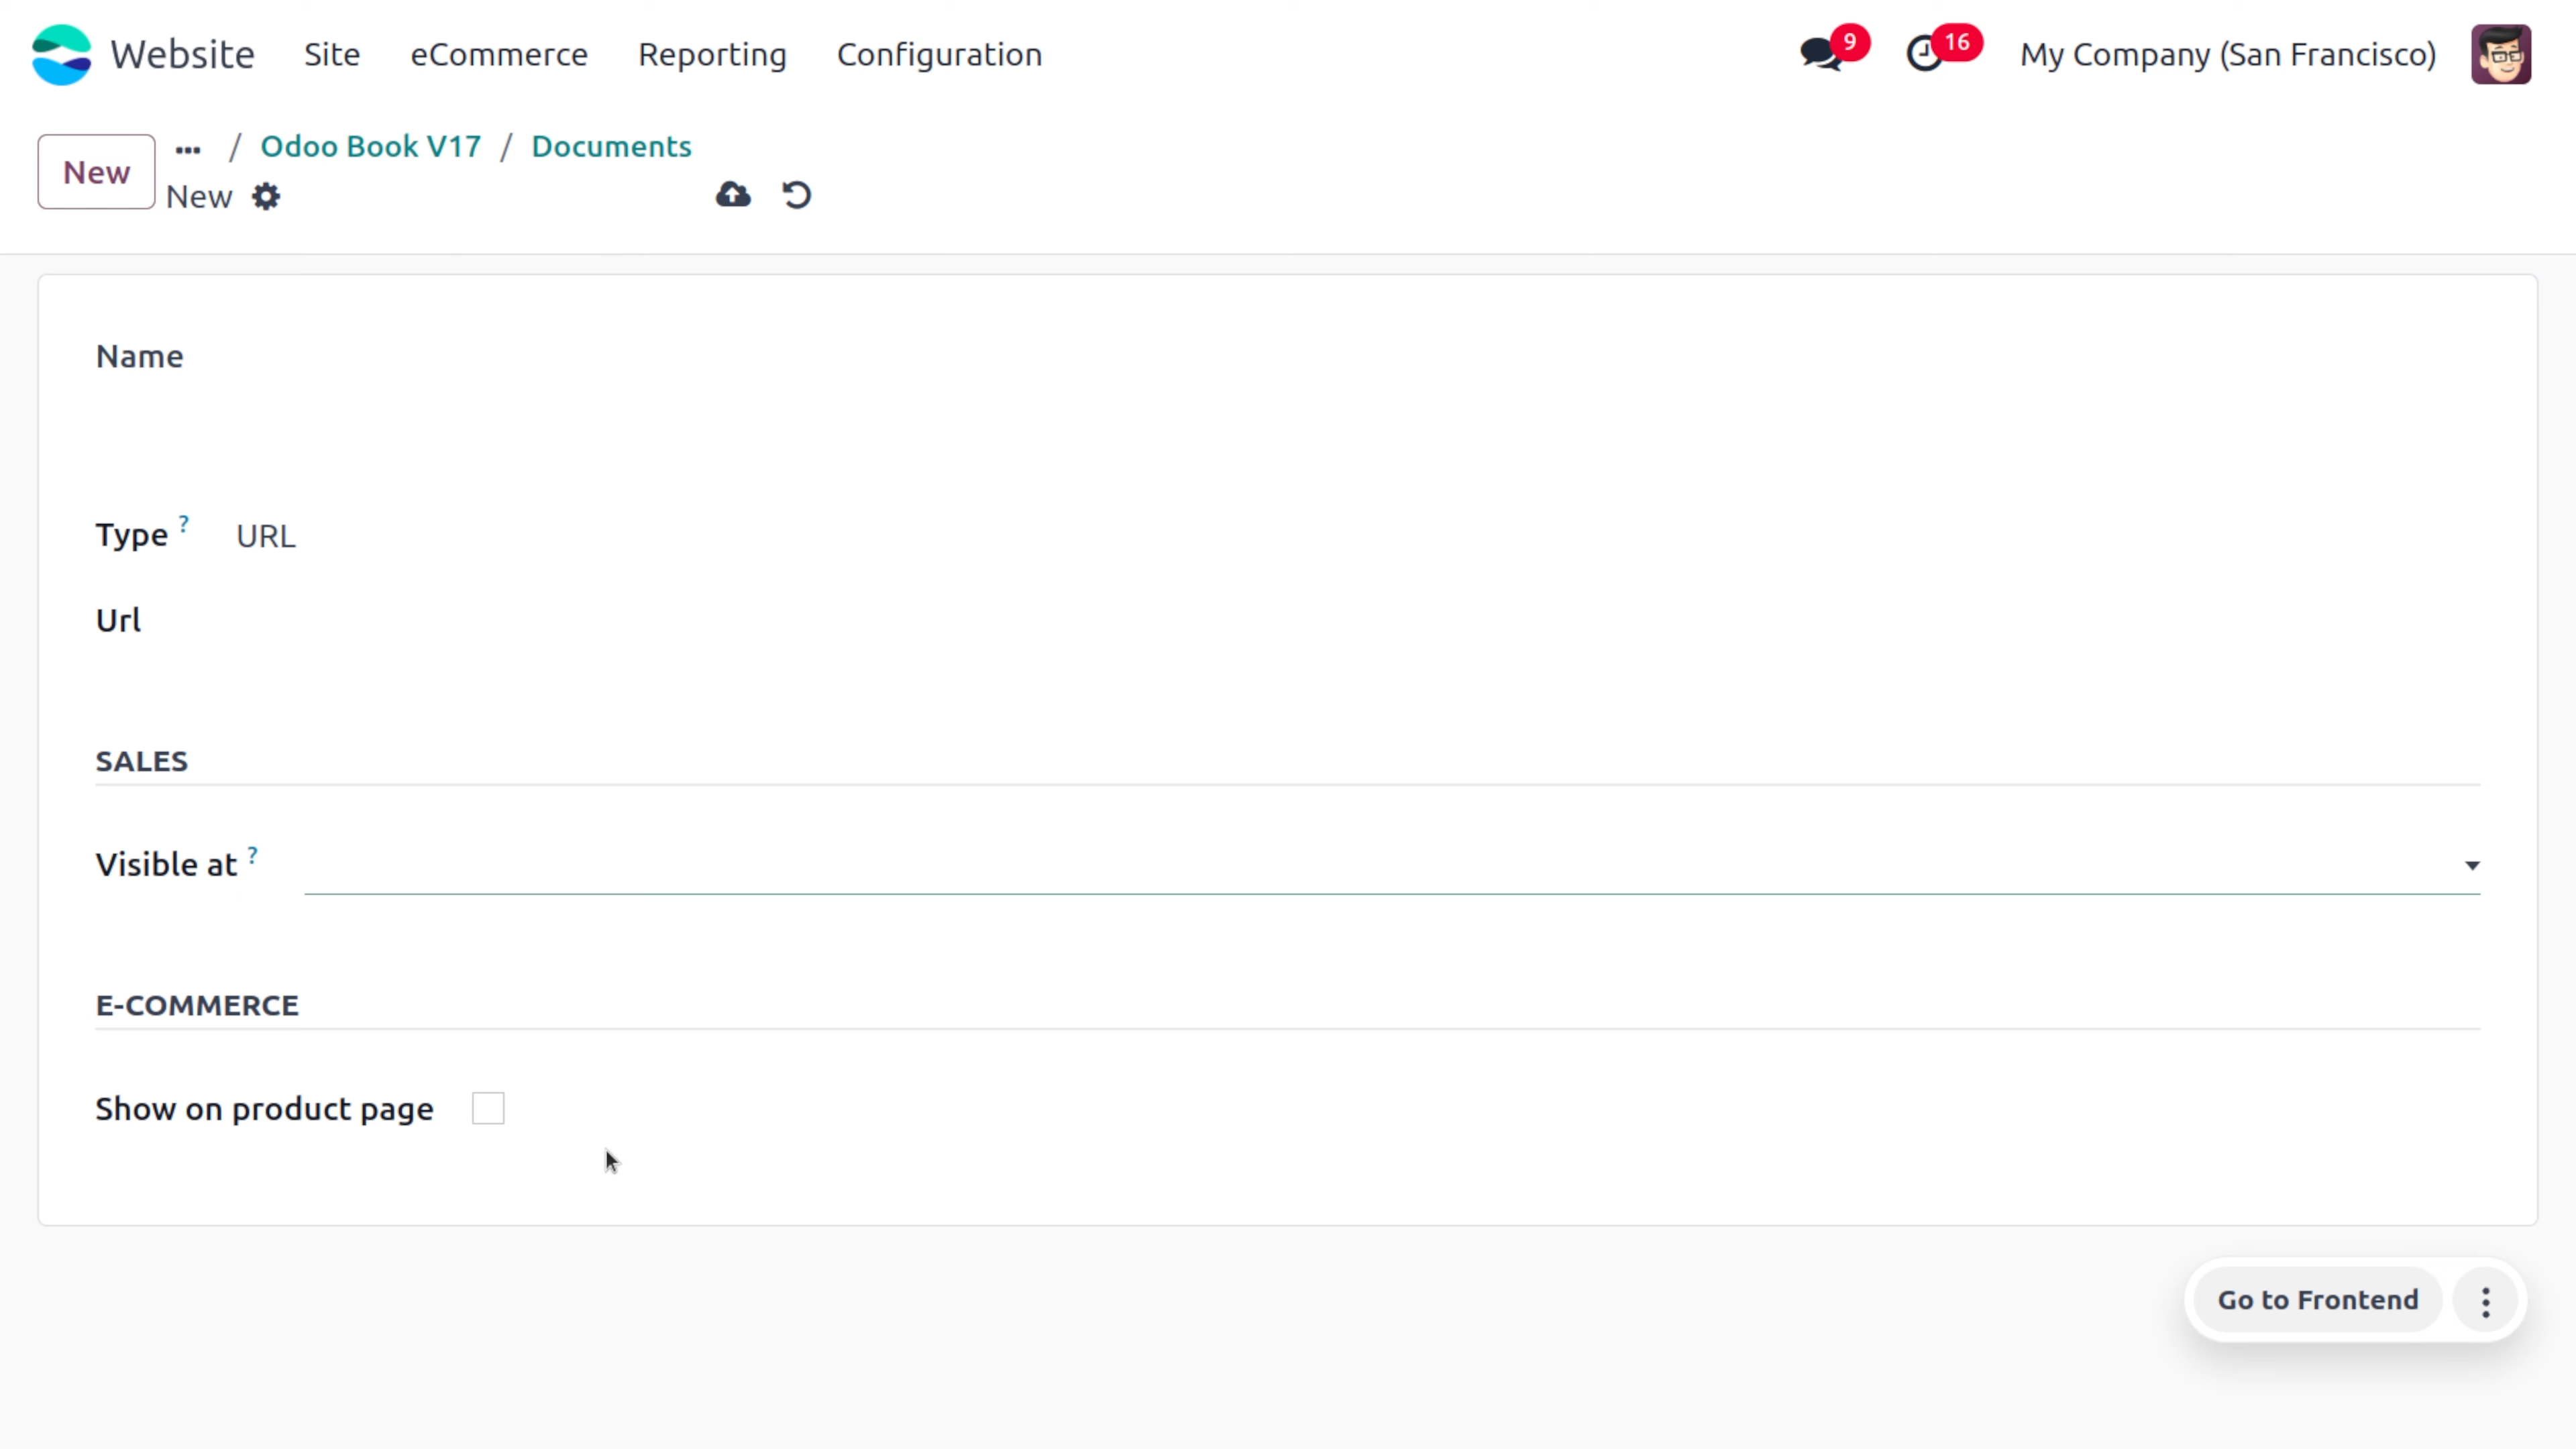 Website Site eCommerce Reporting Configuration 9 16 My Company (San Francisco)
New ... / Odoo Book V17 / Documents
New
Name
Type ? URL
Url
SALES
Visible at ?
E-COMMERCE
Show on product page
Go to Frontend